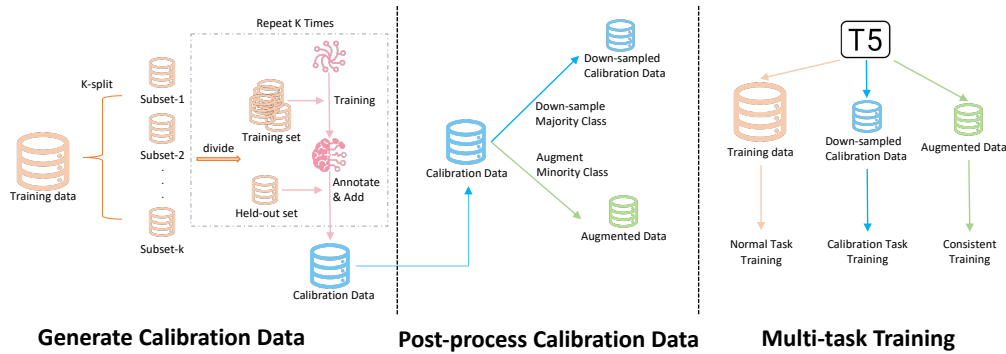 Repeat K Times
K-split
Subset-1
Subset-2
.
.
.
Subset-k
Training data
divide
Training set
Training
Held-out set
Annotate
& Add
Calibration Data
Generate Calibration Data
Calibration Data
Down-sampled
Calibration Data
Down-sample
Majority Class
Augment
Minority Class
Augmented Data
Post-process Calibration Data
T5
Training data
Down-sampled
Calibration Data
Augmented Data
Normal Task
Training
Calibration Task
Training
Consistent
Training
Multi-task Training